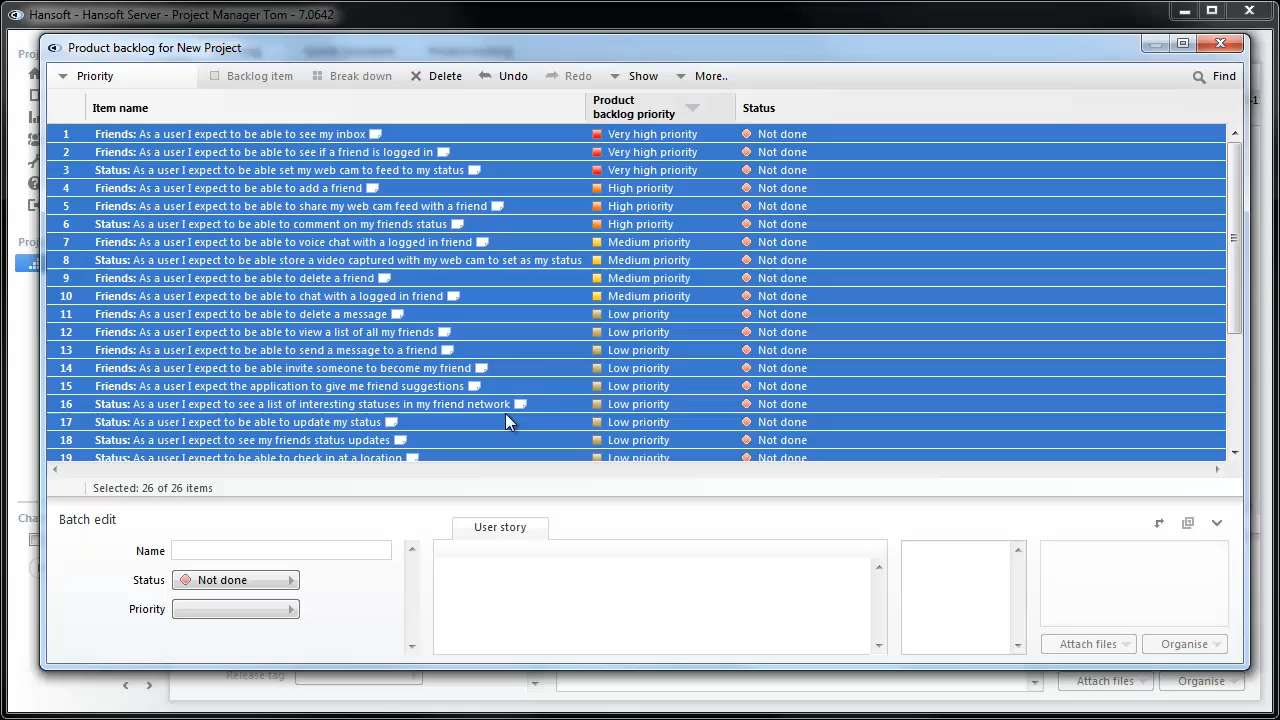 Hansoft - Hansoft Server - Project Manager Tom - 7.0642
Product backlog for New Project
Priority Backlog item Break down Delete Undo Redo Show More.. Find
Item name Product backlog priority Status
1 Friends: As a user I expect to be able to see my inbox Very high priority Not done
2 Friends: As a user I expect to be able to see if a friend is logged in Very high priority Not done
3 Status: As a user I expect to be able set my web cam to feed to my status Very high priority Not done
4 Friends: As a user I expect to be able to add a friend High priority Not done
5 Friends: As a user I expect to be able to share my web cam feed with a friend High priority Not done
6 Status: As a user I expect to be able to comment on my friends status High priority Not done
7 Friends: As a user I expect to be able to voice chat with a logged in friend Medium priority Not done
8 Status: As a user I expect to be able store a video captured with my web cam to set as my status Medium priority Not done
9 Friends: As a user I expect to be able to delete a friend Medium priority Not done
10 Friends: As a user I expect to be able to chat with a logged in friend Medium priority Not done
11 Friends: As a user I expect to be able to delete a message Low priority Not done
12 Friends: As a user I expect to be able to view a list of all my friends Low priority Not done
13 Friends: As a user I expect to be able to send a message to a friend Low priority Not done
14 Friends: As a user I expect to be able invite someone to become my friend Low priority Not done
15 Friends: As a user I expect the application to give me friend suggestions Low priority Not done
16 Status: As a user I expect to see a list of interesting statuses in my friend network Low priority Not done
17 Status: As a user I expect to be able to update my status Low priority Not done
18 Status: As a user I expect to see my friends status updates Low priority Not done
19 Status: As a user I expect to be able to check in at a location Low priority Not done
Selected: 26 of 26 items
Batch edit
User story
Name
Status Not done
Priority
Attach files Organise
Release tag
Attach files Organise